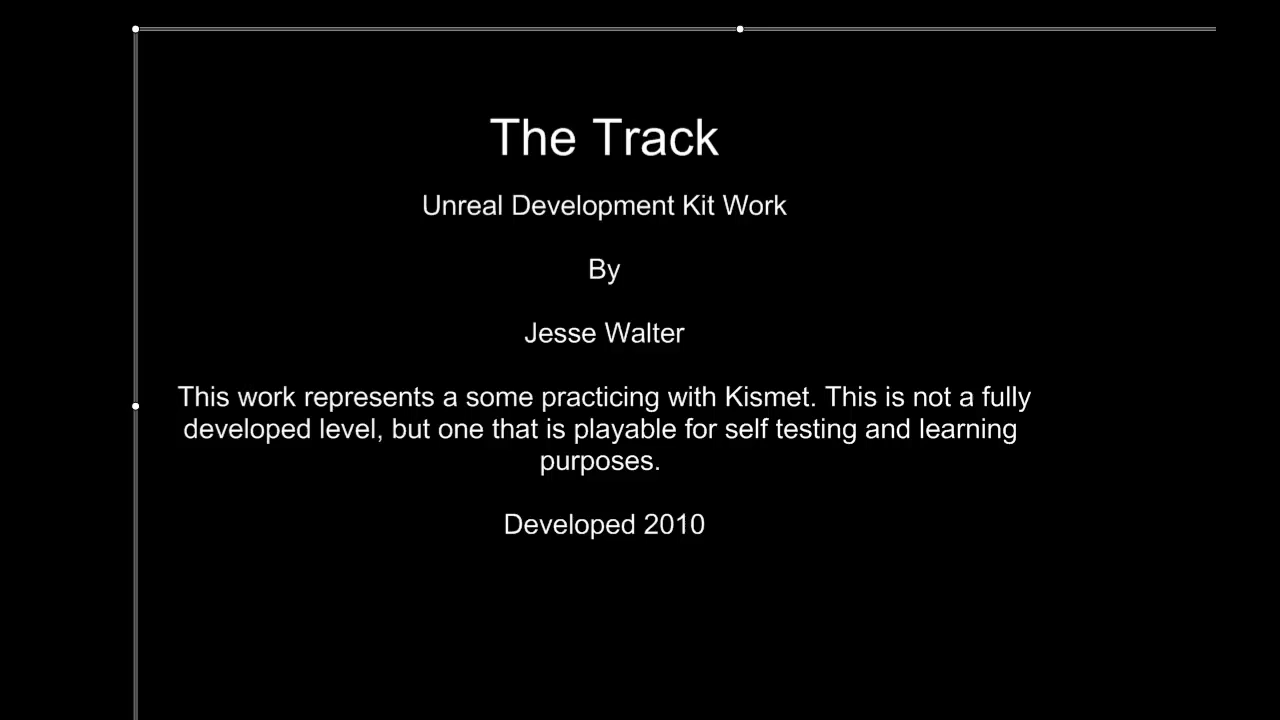 The Track
Unreal Development Kit Work
By
Jesse Walter
This work represents a some practicing with Kismet. This is not a fully
developed level, but one that is playable for self testing and learning
purposes.
Developed 2010